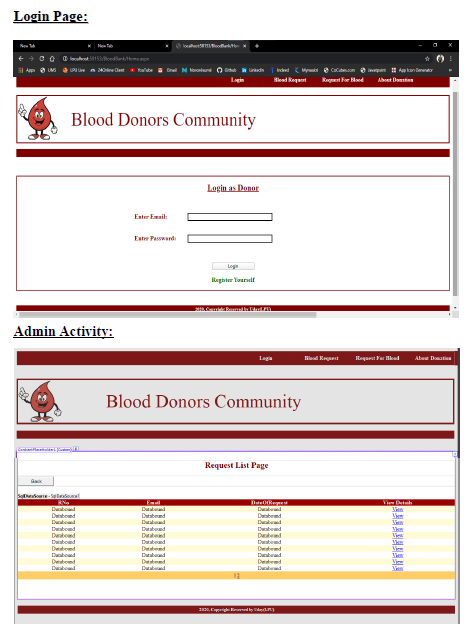 Login Page:
New Tab New Tab localhost:58153/BloodBank/Hom
localhost:58153/BloodBank/Home.aspx
Apps UMS LPU Live 24Online Client YouTube Gmail Github LinkedIn Indeed Mynaukri CoCubes.com Javatpoint App Icon Generator
Login Blood Request Request For Blood About Donation
Blood Donors Community
Login as Donor
Enter Email:
Enter Password:
Login
Register Yourself
2020, Copyright Reserved by Uday(LPU)
Admin Activity:
Login Blood Request Request For Blood About Donation
Blood Donors Community
ContentPlaceHolder1 (Custom)
Request List Page
Back
SqlDataSource - SqlDataSource1
RNo Email DateOfRequest View Details
Databound Databound Databound View
Databound Databound Databound View
Databound Databound Databound View
Databound Databound Databound View
Databound Databound Databound View
Databound Databound Databound View
Databound Databound Databound View
Databound Databound Databound View
Databound Databound Databound View
Databound Databound Databound View
1 2
2020, Copyright Reserved by Uday(LPU)